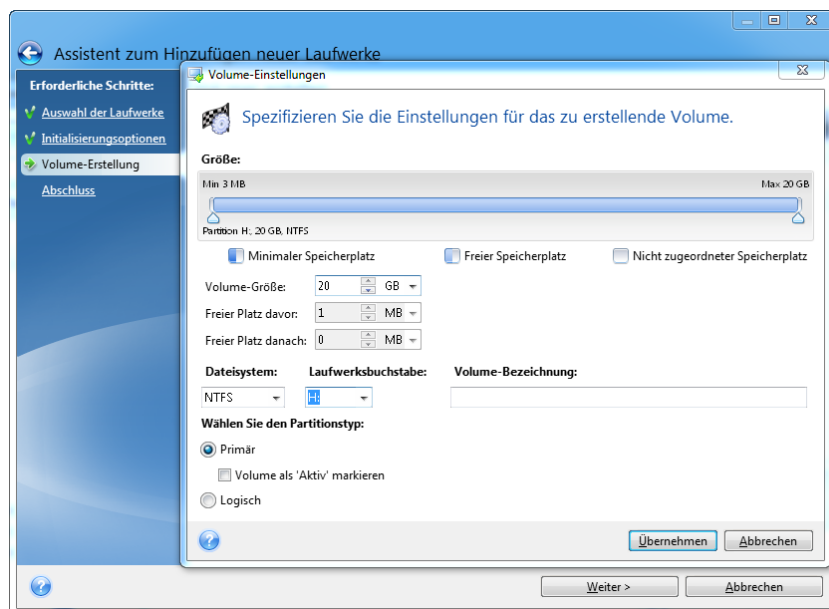 Assistent zum Hinzufügen neuer Laufwerke
Erforderliche Schritte:
Auswahl der Laufwerke
Initialisierungsoptionen
Volume-Erstellung
Abschluss
Volume-Einstellungen
Spezifizieren Sie die Einstellungen für das zu erstellende Volume.
Größe:
Min 3 MB Max 20 GB
Partition H:, 20 GB, NTFS
Minimaler Speicherplatz Freier Speicherplatz Nicht zugeordneter Speicherplatz
Volume-Größe: 20 GB
Freier Platz davor: 1 MB
Freier Platz danach: 0 MB
Dateisystem: Laufwerksbuchstabe: Volume-Bezeichnung:
NTFS H:
Wählen Sie den Partitionstyp:
Primär
Volume als 'Aktiv' markieren
Logisch
Übernehmen Abbrechen
Weiter > Abbrechen